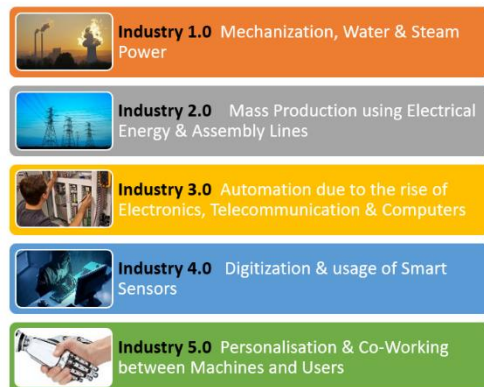 Industry 1.0 Mechanization, Water & Steam
Power
Industry 2.0 Mass Production using Electrical
Energy & Assembly Lines
Industry 3.0 Automation due to the rise of
Electronics, Telecommunication & Computers
Industry 4.0 Digitization & usage of Smart
Sensors
Industry 5.0 Personalisation & Co-Working
between Machines and Users